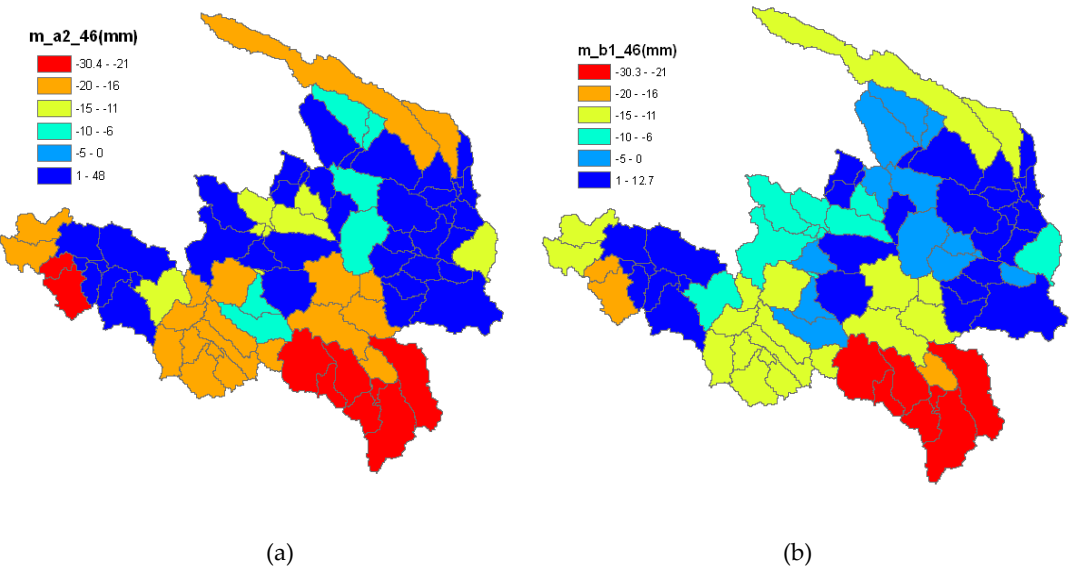 m_a2_46(mm)
-30.4 - -21
-20 - -16
-15 - -11
-10 - -6
-5 - 0
1 - 48
m_b1_46(mm)
-30.3 - -21
-20 - -16
-15 - -11
-10 - -6
-5 - 0
1 - 12.7
(a)
(b)